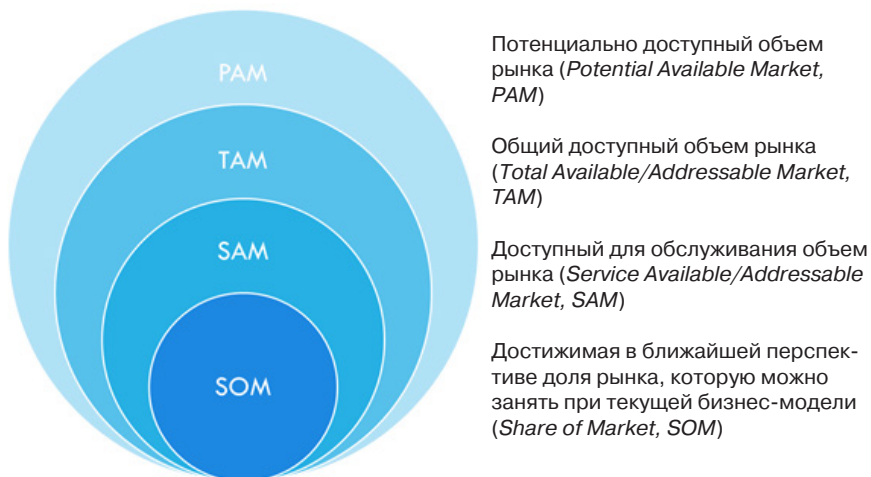 PAM
TAM
SAM
SOM
Потенциально доступный объем
рынка (Potential Available Market,
PAM)
Общий доступный объем рынка
(Total Available/Addressable Market,
TAM)
Доступный для обслуживания объем
рынка (Service Available/Addressable
Market, SAM)
Достижимая в ближайшей перспек-
тиве доля рынка, которую можно
занять при текущей бизнес-модели
(Share of Market, SOM)